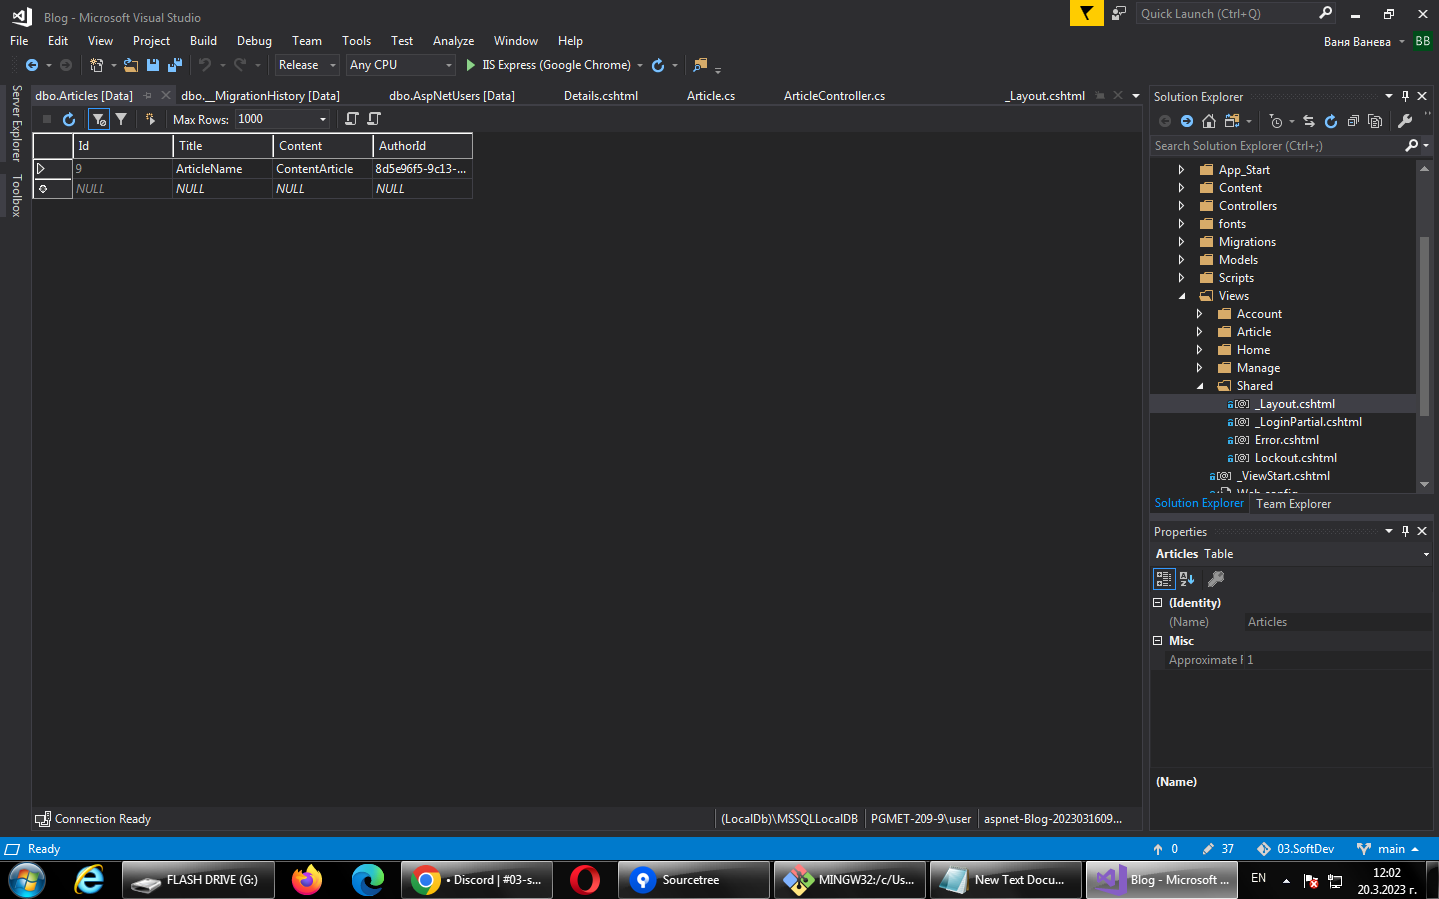 Blog - Microsoft Visual Studio
Quick Launch (Ctrl+Q)
File Edit View Project Build Debug Team Tools Test Analyze Window Help
Ваня Ванева BB
Release Any CPU IIS Express (Google Chrome)
Server Explorer
Toolbox
dbo.Articles [Data] dbo.__MigrationHistory [Data] dbo.AspNetUsers [Data] Details.cshtml Article.cs ArticleController.cs _Layout.cshtml
Max Rows: 1000
Id Title Content AuthorId
9 ArticleName ContentArticle 8d5e96f5-9c13-...
NULL NULL NULL NULL
Connection Ready
(LocalDb)\MSSQLLocalDB PGMET-209-9\user aspnet-Blog-2023031609...
Solution Explorer
Search Solution Explorer (Ctrl+;)
App_Start
Content
Controllers
fonts
Migrations
Models
Scripts
Views
Account
Article
Home
Manage
Shared
_Layout.cshtml
_LoginPartial.cshtml
Error.cshtml
Lockout.cshtml
_ViewStart.cshtml
Web.config
Solution Explorer Team Explorer
Properties
Articles Table
(Identity)
(Name) Articles
Misc
Approximate 1
(Name)
Ready
0 37 03.SoftDev main
FLASH DRIVE (G:)
• Discord | #03-s...
Sourcetree
MINGW32:/c/Us...
New Text Docu...
Blog - Microsoft ...
EN
12:02
20.3.2023 г.